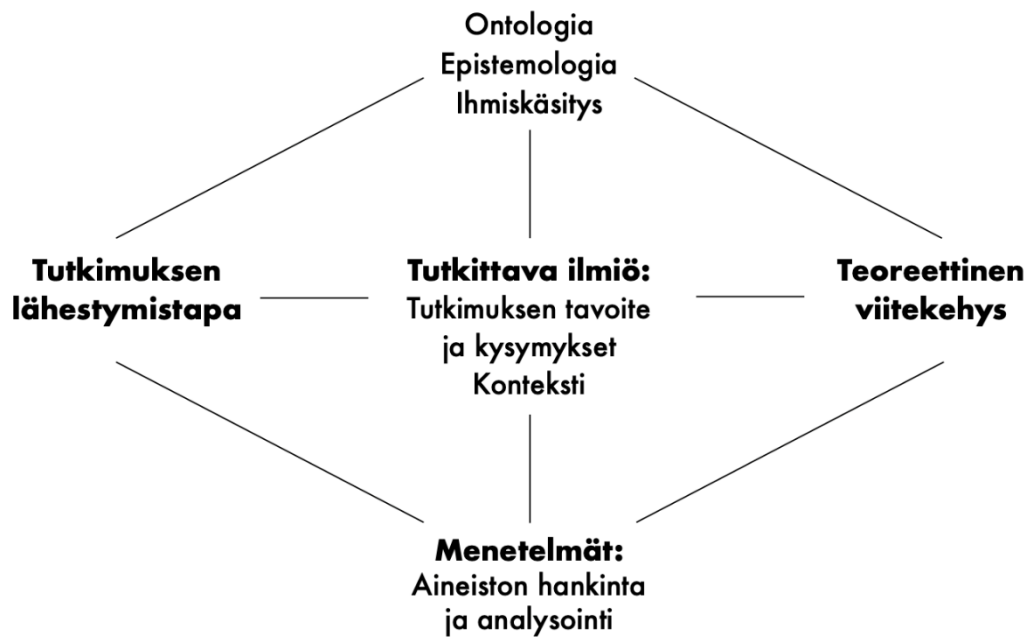 Ontologia
Epistemologia
Ihmiskäsitys
Tutkimuksen
lähestymistapa
Tutkittava ilmiö:
Tutkimuksen tavoite
ja kysymykset
Konteksti
Teoreettinen
viitekehys
Menetelmät:
Aineiston hankinta
ja analysointi